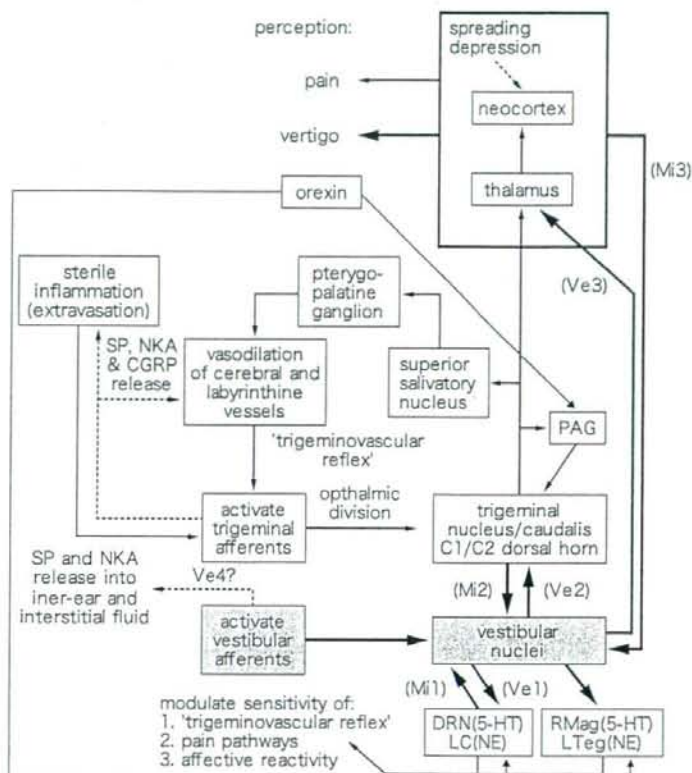 perception:
spreading
depression
pain
neocortex
vertigo
(Mi3)
thalamus
orexin
sterile
inflammation
(extravasation)
pterygo-
palatine
ganglion
(Ve3)
SP, NKA
& CGRP
release
vasodilation
of cerebral and
labyrinthine
vessels
superior
salivatory
nucleus
PAG
'trigeminovascular
reflex'
activate
trigeminal
afferents
opthalmic
division
trigeminal
nucleus/caudalis
C1/C2 dorsal horn
SP and NKA
release into
iner-ear and
interstitial fluid
Ve4?
(Mi2)
(Ve2)
activate
vestibular
afferents
vestibular
nuclei
(Mi1)
(Ve1)
modulate sensitivity of:
1. 'trigeminovascular reflex'
2. pain pathways
3. affective reactivity
DRN(5-HT)
LC(NE)
RMag(5-HT)
LTeg(NE)